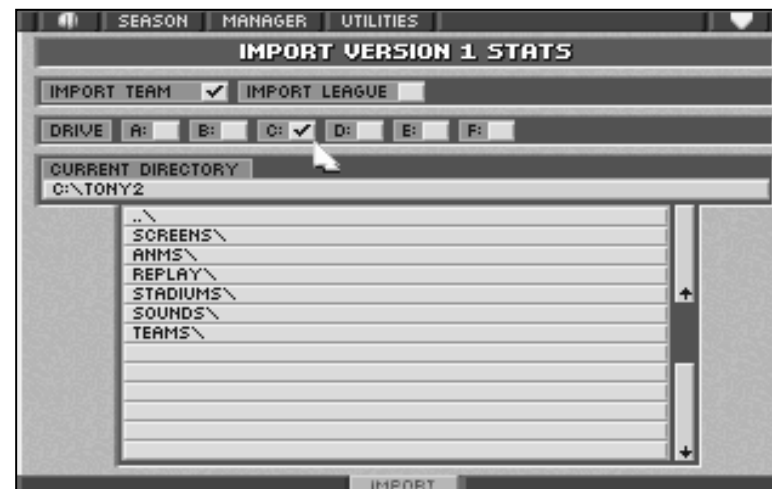 SEASON MANAGER UTILITIES
IMPORT VERSION 1 STATS
IMPORT TEAM IMPORT LEAGUE
DRIVE A: B: C: D: E: F:
CURRENT DIRECTORY
C:\TONY2
..\
SCREENS\
ANMS\
REPLAY\
STADIUMS\
SOUNDS\
TEAMS\
IMPORT